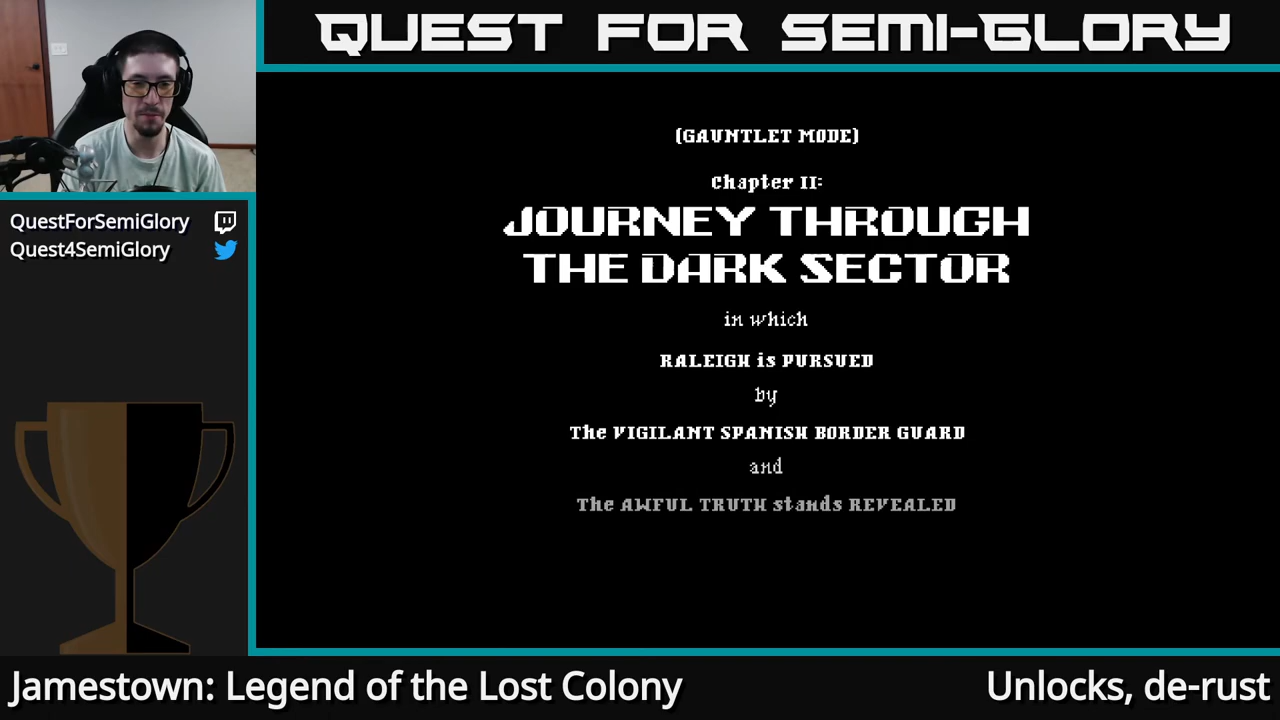 QUEST FOR SEMI-GLORY
QuestForSemiGlory
Quest4SemiGlory
(GAUNTLET MODE)
Chapter II:
JOURNEY THROUGH
THE DARK SECTOR
in which
RALEIGH is PURSUED
by
The VIGILANT SPANISH BORDER GUARD
and
The AWFUL TRUTH stands REVEALED
Jamestown: Legend of the Lost Colony
Unlocks, de-rust